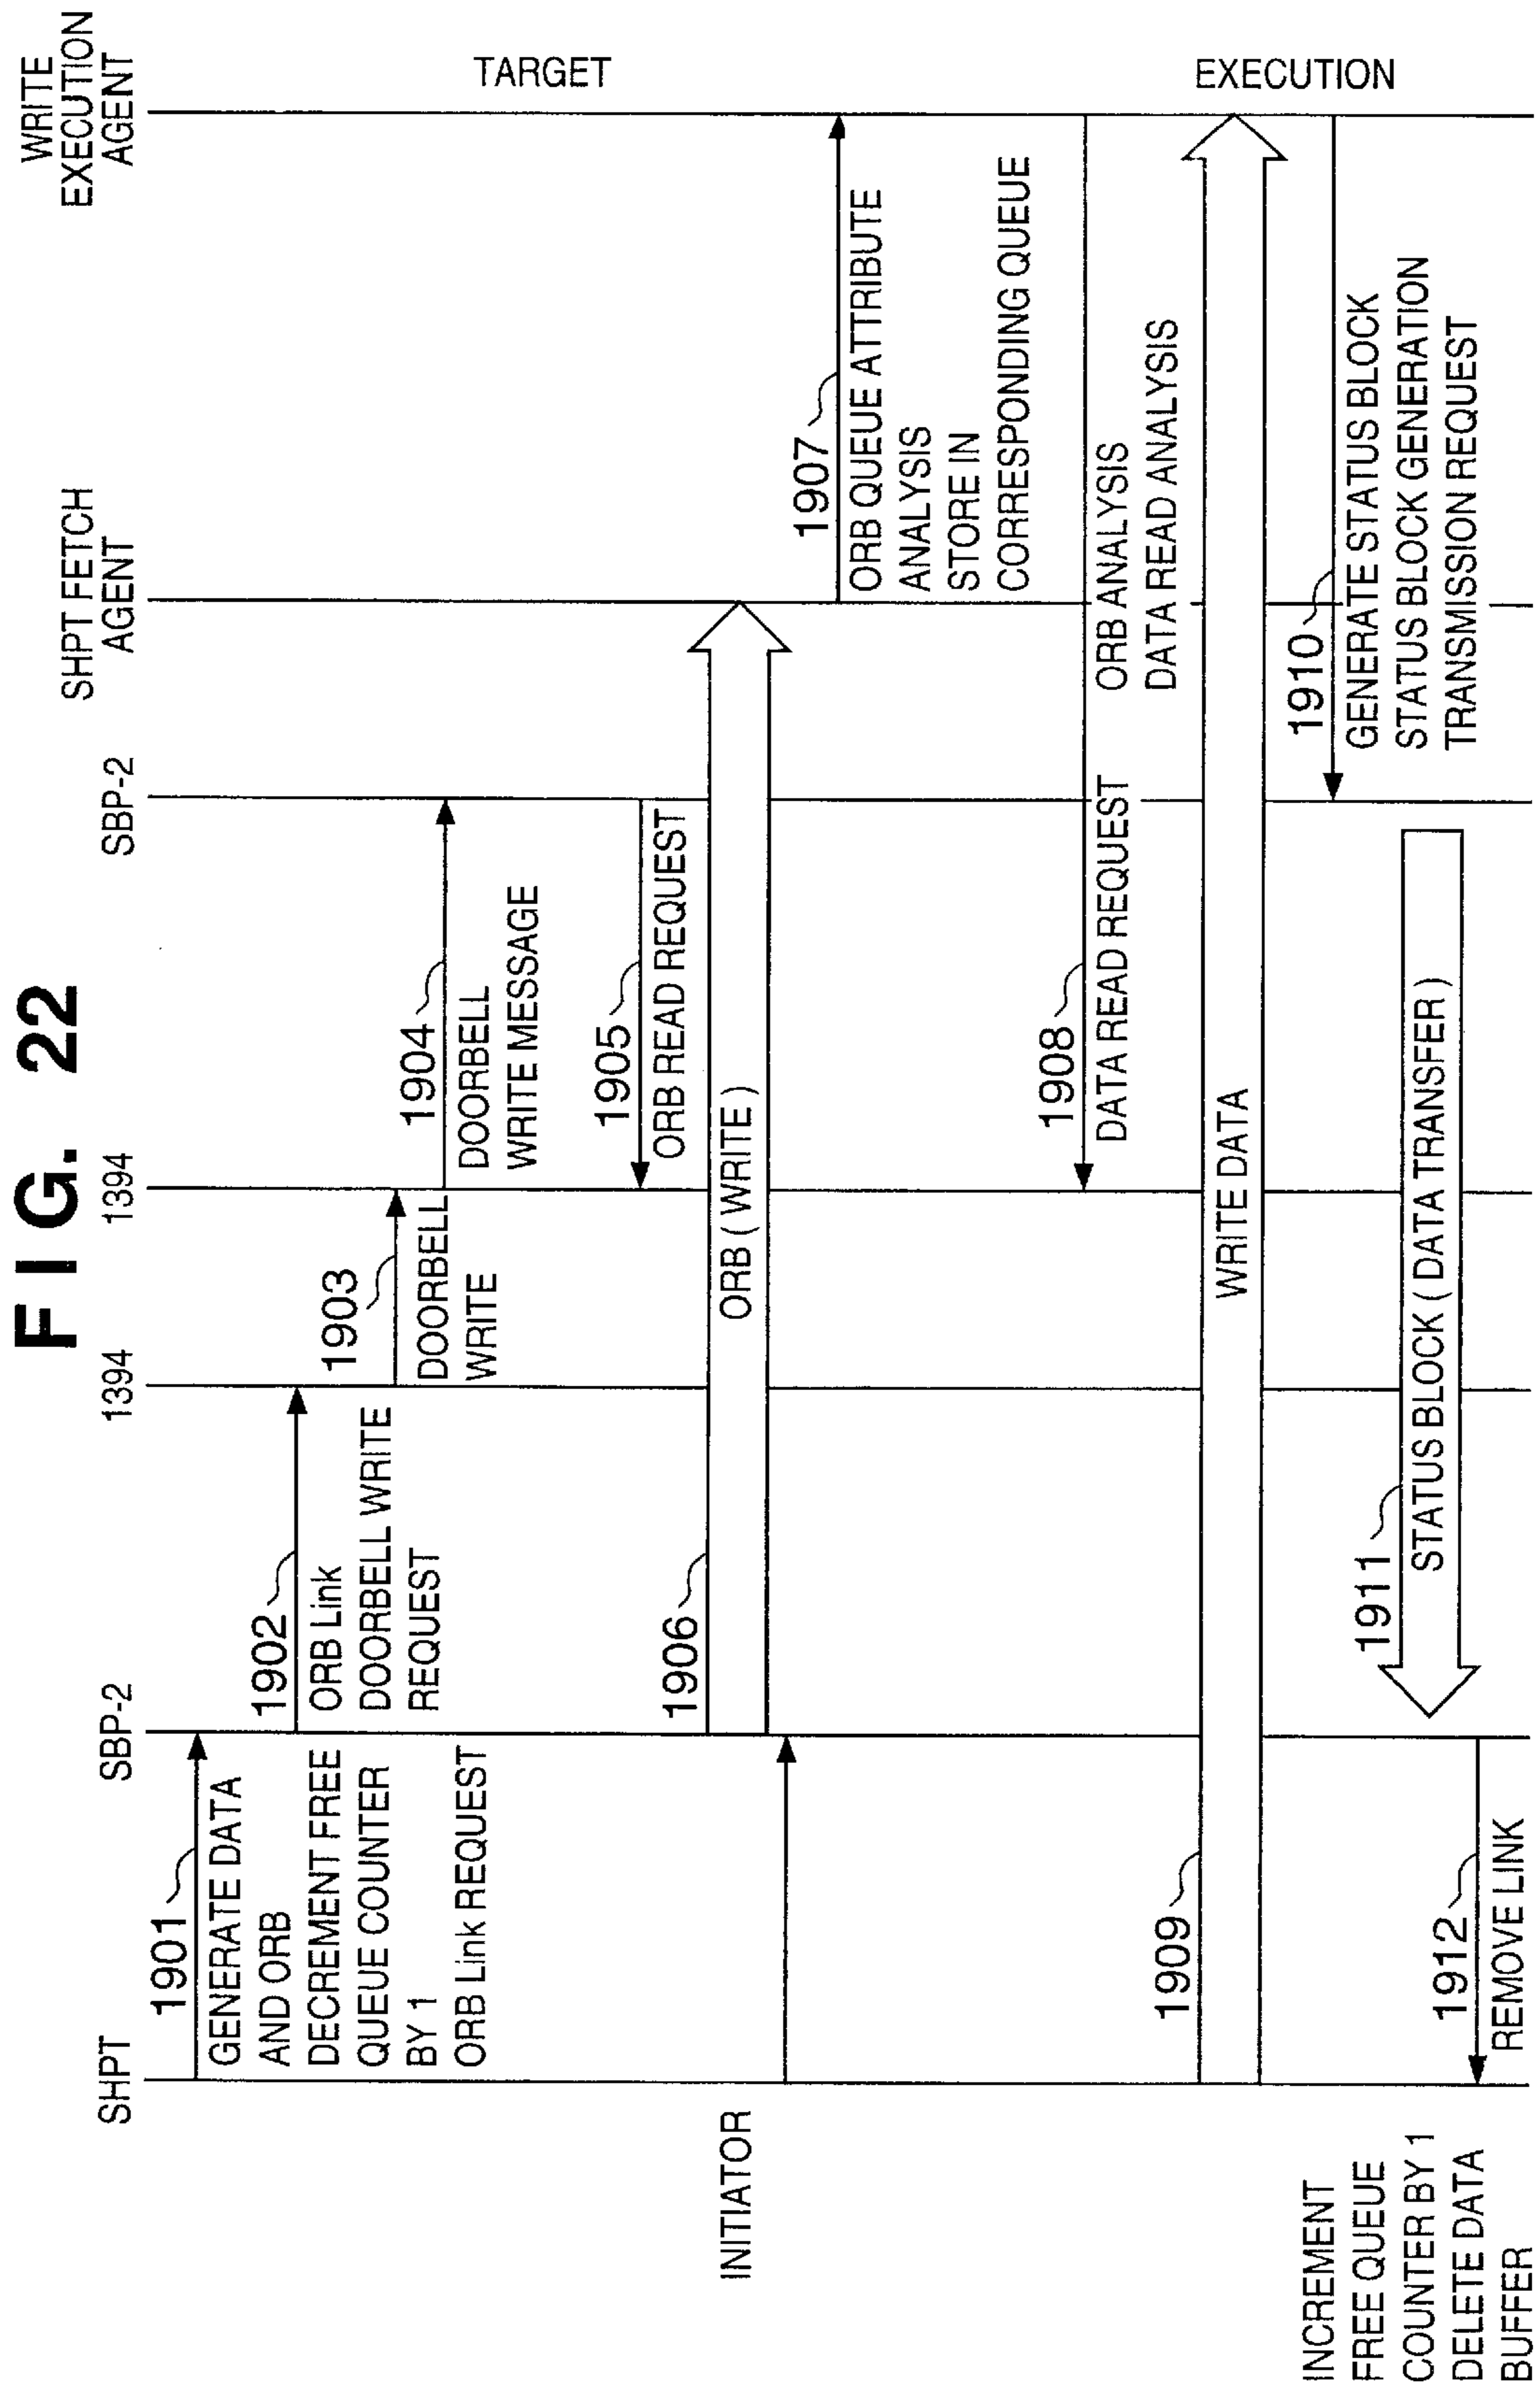 FIG. 22
SHPT
SBP-2
1394
1394
SBP-2
SHPT FETCH
AGENT
WRITE
EXECUTION
AGENT
INITIATOR
TARGET
1901
GENERATE DATA
AND ORB
DECREMENT FREE
QUEUE COUNTER
BY 1
ORB Link REQUEST
1902
ORB Link
DOORBELL WRITE
REQUEST
1903
DOORBELL
WRITE
1904
DOORBELL
WRITE MESSAGE
1905
ORB READ REQUEST
1906
ORB ( WRITE )
1907
ORB QUEUE ATTRIBUTE
ANALYSIS
STORE IN
CORRESPONDING QUEUE
1908
DATA READ REQUEST
ORB ANALYSIS
DATA READ ANALYSIS
1909
WRITE DATA
EXECUTION
1910
GENERATE STATUS BLOCK
STATUS BLOCK GENERATION
TRANSMISSION REQUEST
1911
STATUS BLOCK ( DATA TRANSFER )
1912
REMOVE LINK
INCREMENT
FREE QUEUE
COUNTER BY 1
DELETE DATA
BUFFER